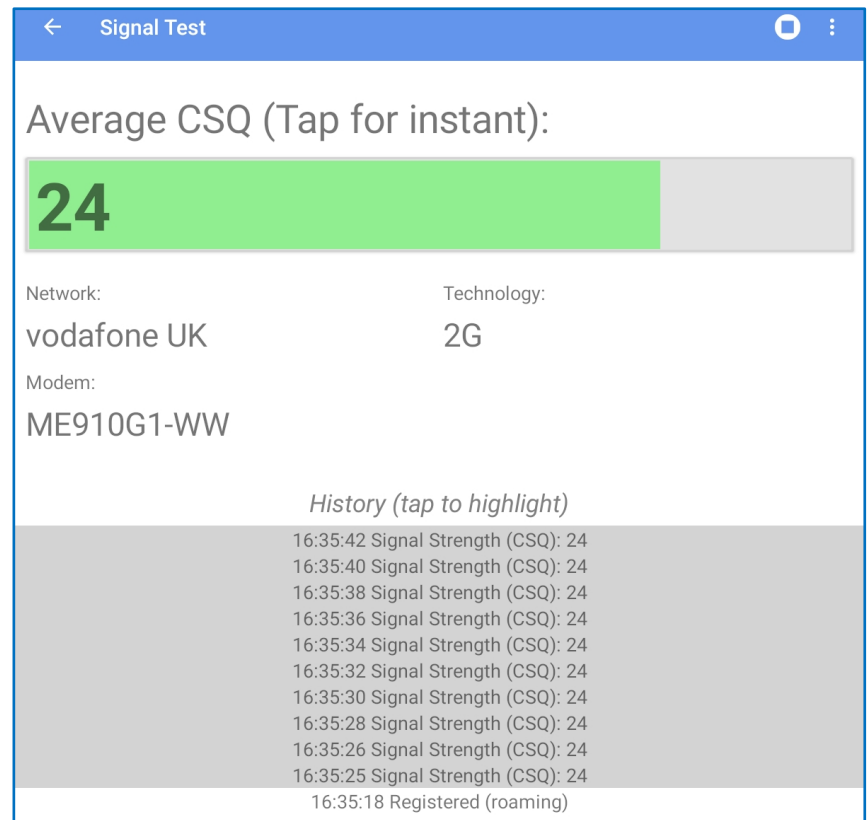 Signal Test
Average CSQ (Tap for instant):
24
Network:
Technology:
vodafone UK
2G
Modem:
ME910G1-WW
History (tap to highlight)
16:35:42 Signal Strength (CSQ): 24
16:35:40 Signal Strength (CSQ): 24
16:35:38 Signal Strength (CSQ): 24
16:35:36 Signal Strength (CSQ): 24
16:35:34 Signal Strength (CSQ): 24
16:35:32 Signal Strength (CSQ): 24
16:35:30 Signal Strength (CSQ): 24
16:35:28 Signal Strength (CSQ): 24
16:35:26 Signal Strength (CSQ): 24
16:35:25 Signal Strength (CSQ): 24
16:35:18 Registered (roaming)